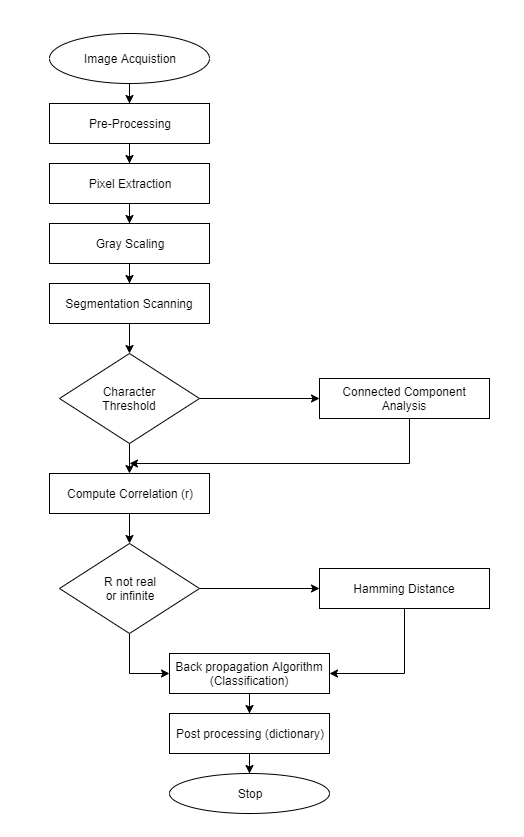 Image Acquistion
Pre-Processing
Pixel Extraction
Gray Scaling
Segmentation Scanning
Character
Threshold
Connected Component
Analysis
Compute Correlation (r)
R not real
or infinite
Hamming Distance
Back propagation Algorithm
(Classification)
Post processing (dictionary)
Stop